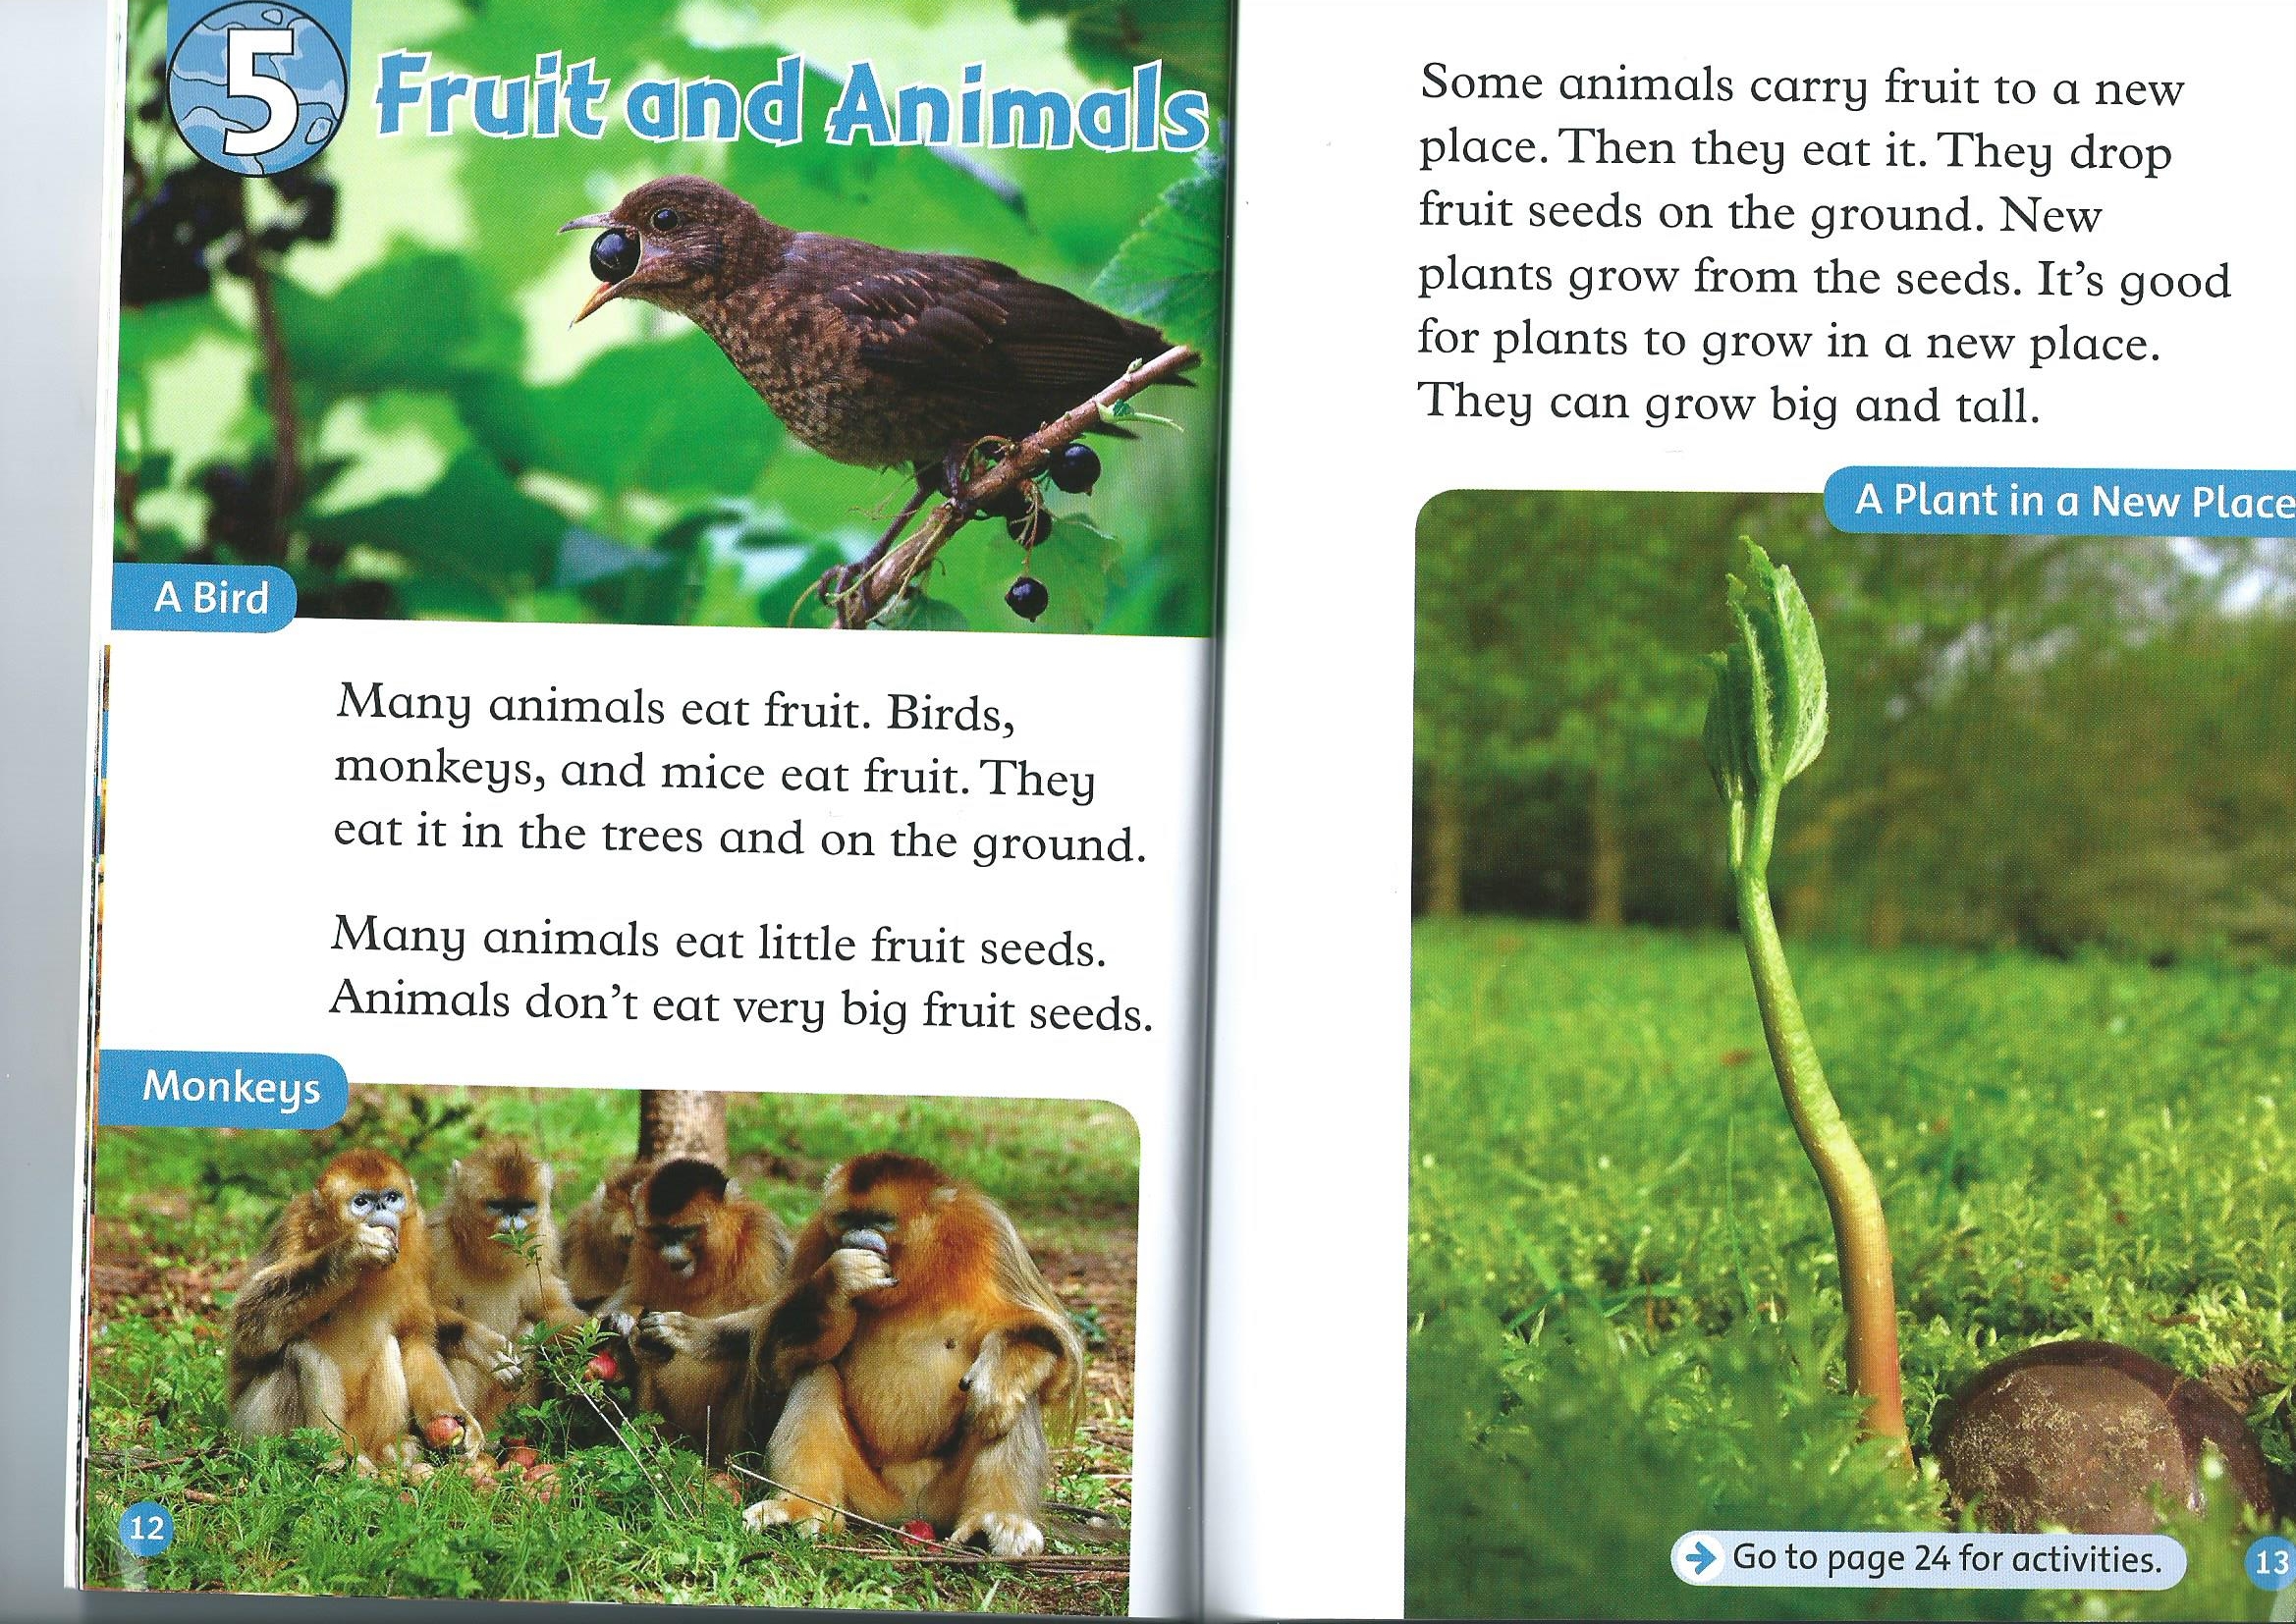 5 Fruit and Animals
A Bird
Many animals eat fruit. Birds,
monkeys, and mice eat fruit. They
eat it in the trees and on the ground.
Many animals eat little fruit seeds.
Animals don't eat very big fruit seeds.
Monkeys
12
Some animals carry fruit to a new
place. Then they eat it. They drop
fruit seeds on the ground. New
plants grow from the seeds. It's good
for plants to grow in a new place.
They can grow big and tall.
A Plant in a New Place
Go to page 24 for activities.
13